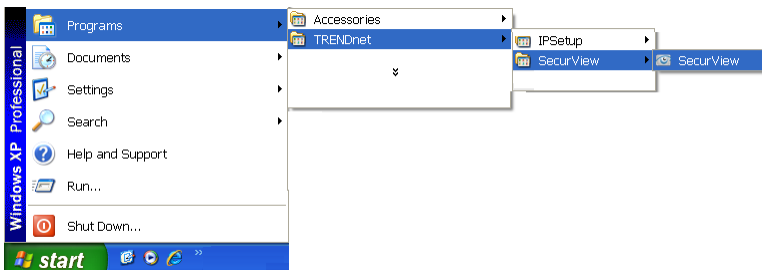 Programs
Documents
Settings
Search
Help and Support
Run...
Shut Down...
Windows XP Professional
start
Accessories
TRENDnet
IPSetup
SecurView
SecurView